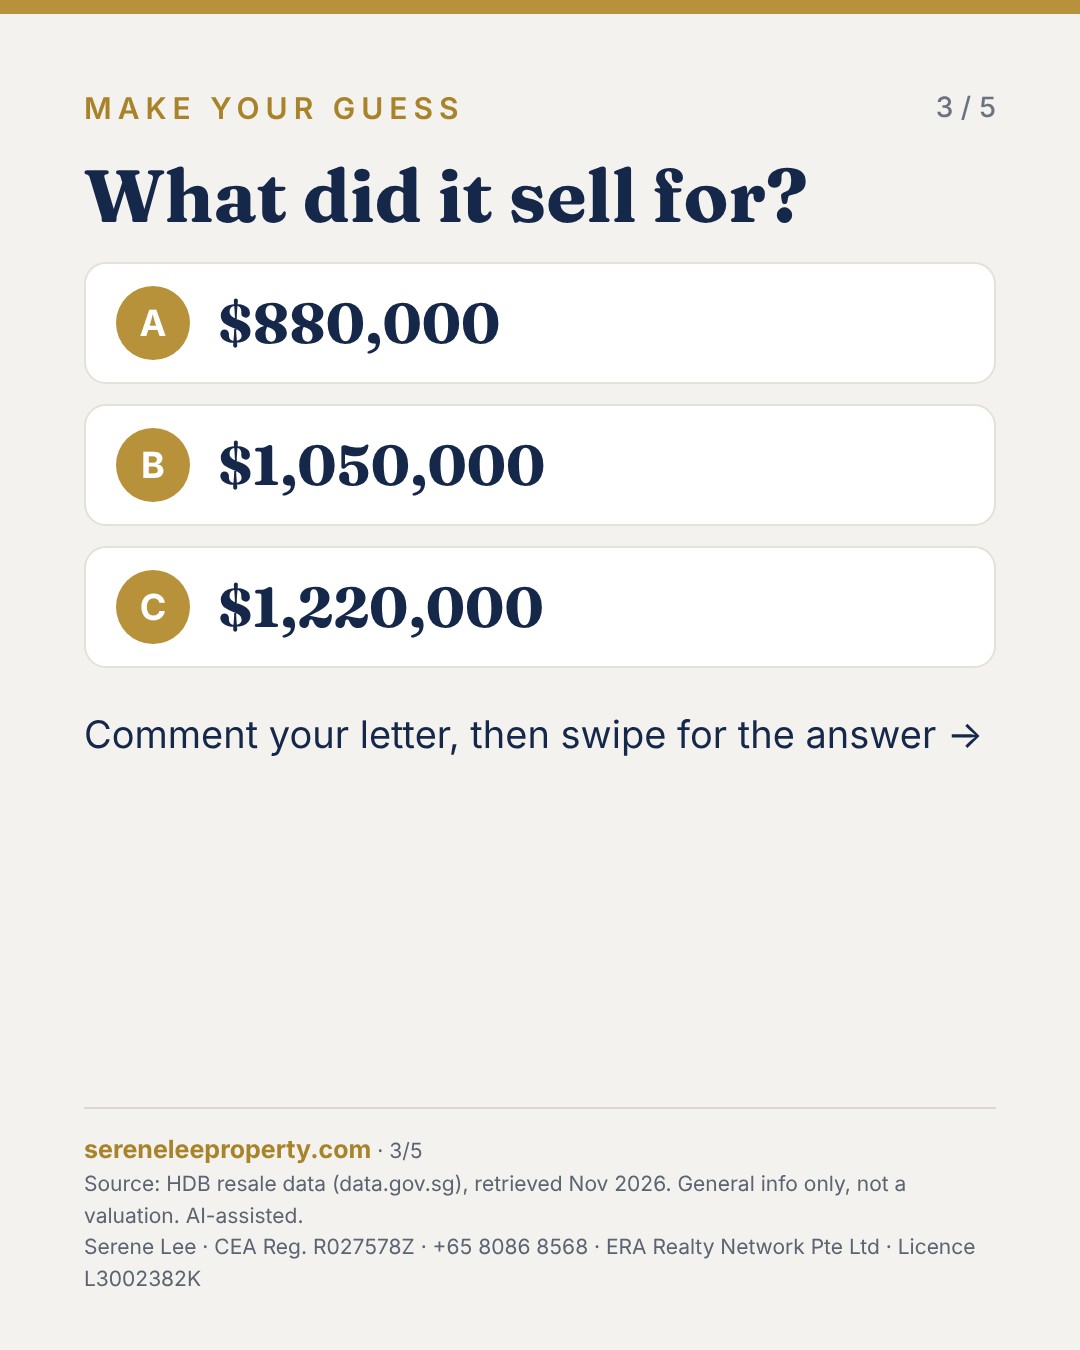 MAKE YOUR GUESS
3 / 5
What did it sell for?
A $880,000
B $1,050,000
C $1,220,000
Comment your letter, then swipe for the answer →
sereneleeproperty.com · 3/5
Source: HDB resale data (data.gov.sg), retrieved Nov 2026. General info only, not a
valuation. AI-assisted.
Serene Lee · CEA Reg. R027578Z · +65 8086 8568 · ERA Realty Network Pte Ltd · Licence
L3002382K